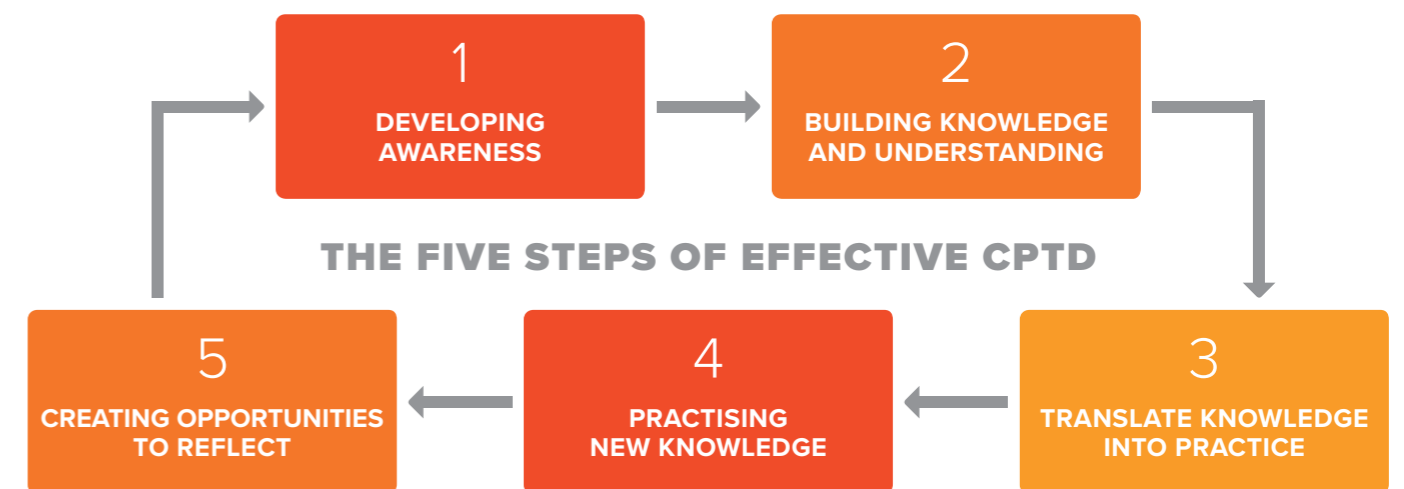 1
DEVELOPING
AWARENESS
2
BUILDING KNOWLEDGE
AND UNDERSTANDING
THE FIVE STEPS OF EFFECTIVE CPTD
3
TRANSLATE KNOWLEDGE
INTO PRACTICE
4
PRACTISING
NEW KNOWLEDGE
5
CREATING OPPORTUNITIES
TO REFLECT